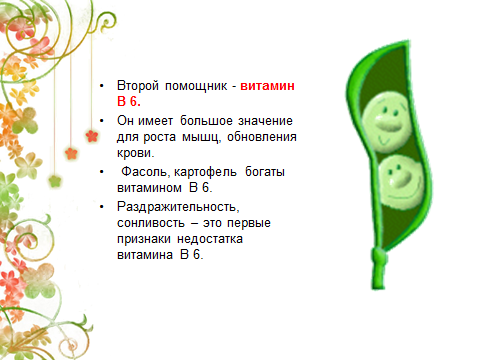 • Второй помощник - витамин
В 6.
• Он имеет большое значение
для роста мышц, обновления
крови.
• Фасоль, картофель богаты
витамином В 6.
• Раздражительность,
сонливость – это первые
признаки недостатка
витамина В 6.